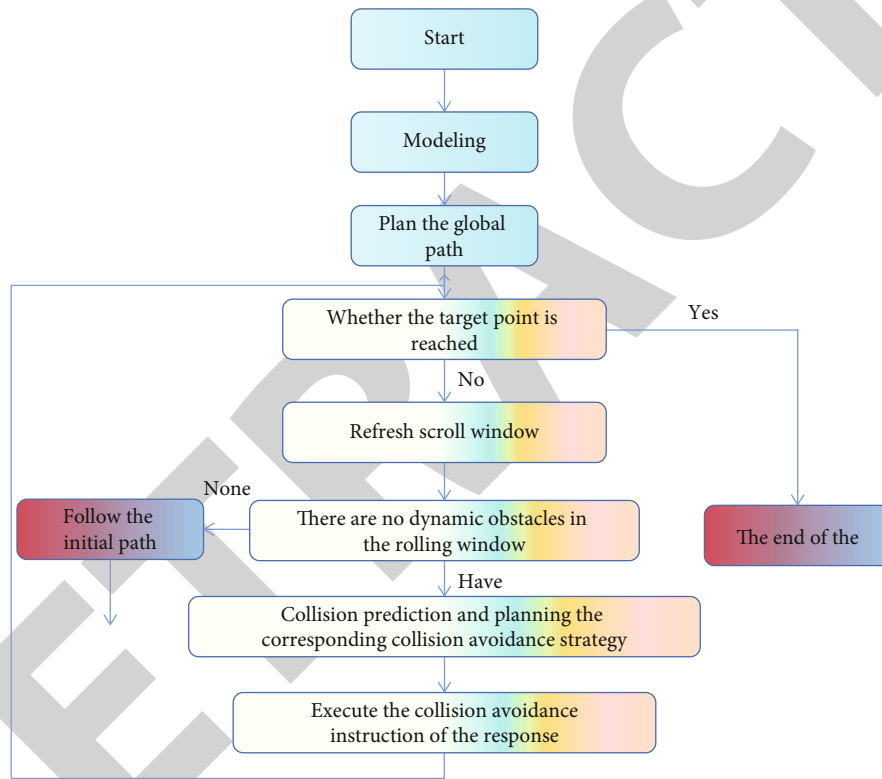 Start
Modeling
Plan the global
path
Whether the target point is
reached
Yes
No
Refresh scroll window
None
Follow the
initial path
There are no dynamic obstacles in
the rolling window
The end of the
Have
Collision prediction and planning the
corresponding collision avoidance strategy
Execute the collision avoidance
instruction of the response
ETRACT